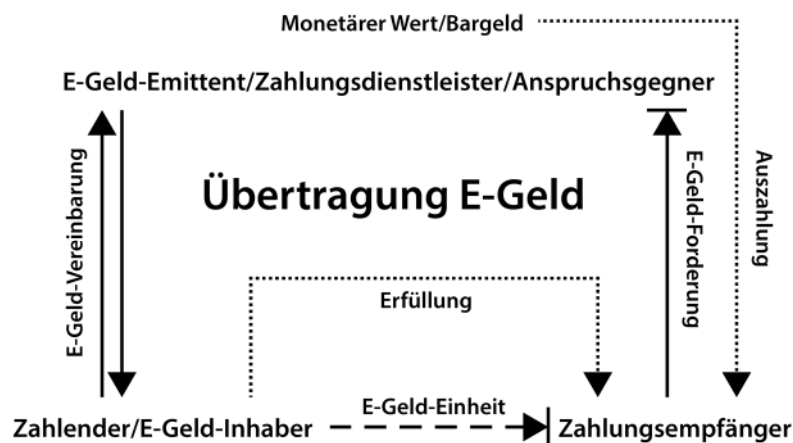 Monetärer Wert/Bargeld
E-Geld-Emittent/Zahlungsdienstleister/Anspruchsgegner
E-Geld-Vereinbarung
Übertragung E-Geld
E-Geld-Forderung
Auszahlung
Erfüllung
E-Geld-Einheit
Zahlender/E-Geld-Inhaber
Zahlungsempfänger